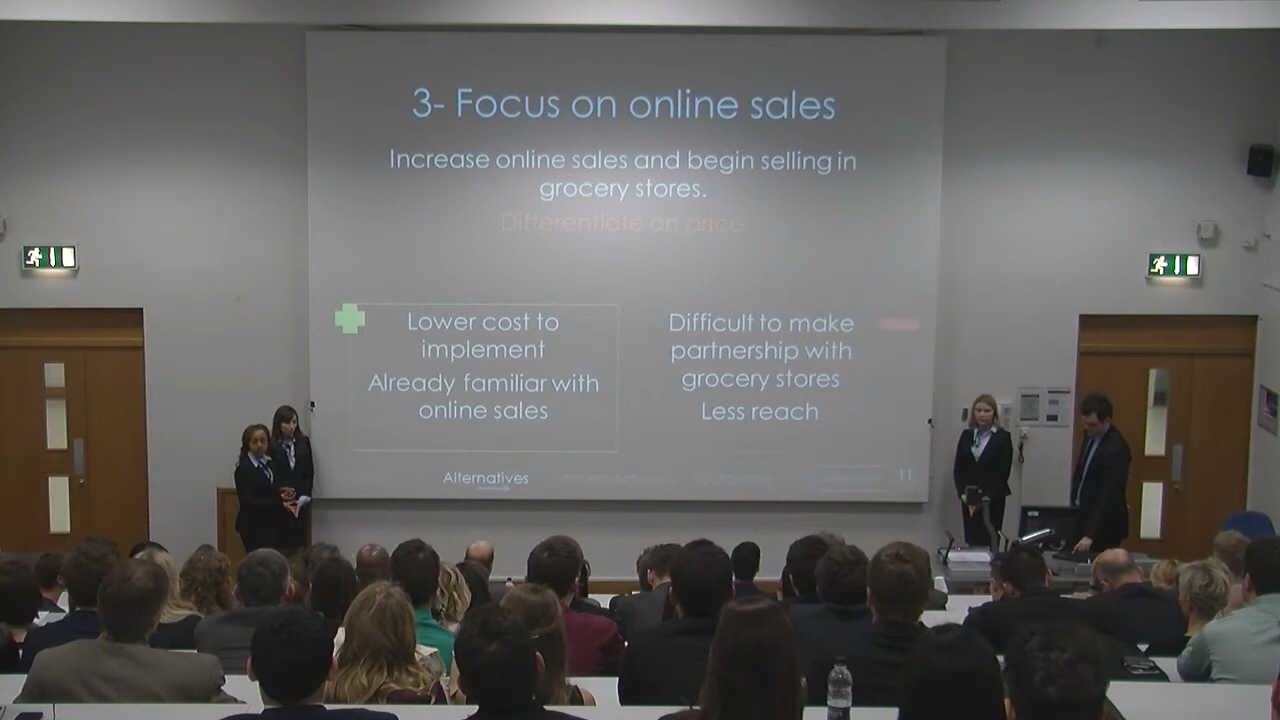 3- Focus on online sales
Increase online sales and begin selling in
grocery stores.
Differentiate on price
Lower cost to
implement
Already familiar with
online sales
Difficult to make
partnership with
grocery stores
Less reach
Alternatives
11